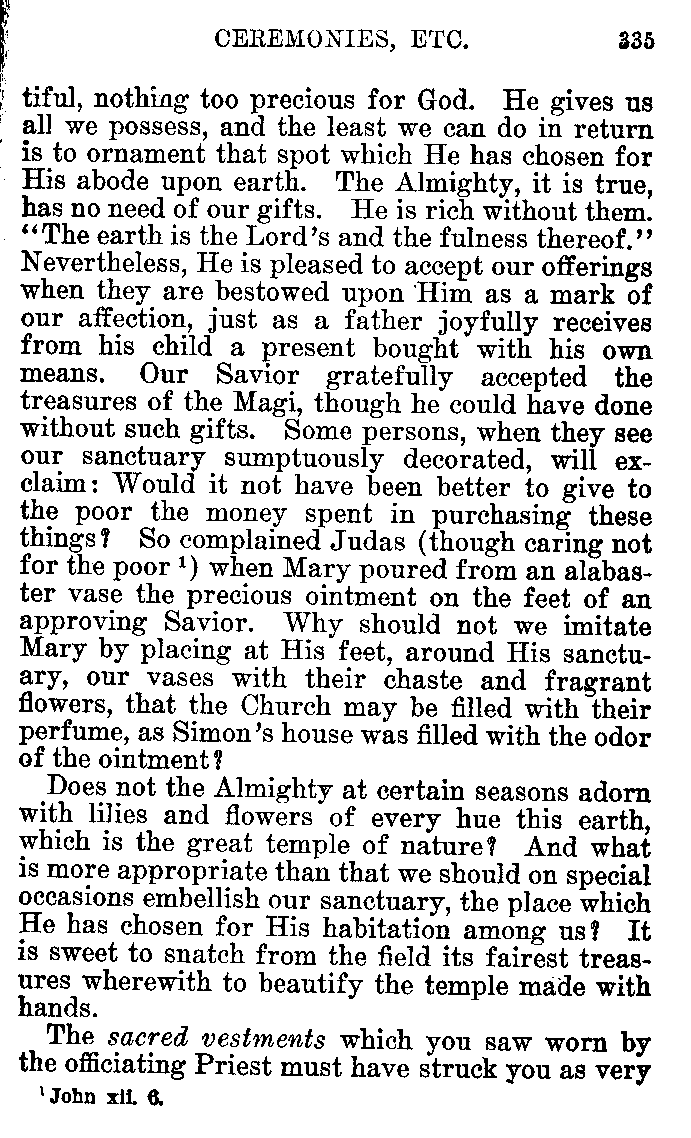 CEREMONIES, ETC. 335
tiful, nothing too precious for God. He gives us
all we possess, and the least we can do in return
is to ornament that spot which He has chosen for
His abode upon earth. The Almighty, it is true,
has no need of our gifts. He is rich without them.
“The earth is the Lord’s and the fulness thereof.”
Nevertheless, He is pleased to accept our offerings
when they are bestowed upon Him as a mark of
our affection, just as a father joyfully receives
from his child a present bought with his own
means. Our Savior gratefully accepted the
treasures of the Magi, though he could have done
without such gifts. Some persons, when they see
our sanctuary sumptuously decorated, will ex-
claim: Would it not have been better to give to
the poor the money spent in purchasing these
things? So complained Judas (though caring not
for the poor ¹) when Mary poured from an alabas-
ter vase the precious ointment on the feet of an
approving Savior. Why should not we imitate
Mary by placing at His feet, around His sanctu-
ary, our vases with their chaste and fragrant
flowers, that the Church may be filled with their
perfume, as Simon’s house was filled with the odor
of the ointment?
Does not the Almighty at certain seasons adorn
with lilies and flowers of every hue this earth,
which is the great temple of nature? And what
is more appropriate than that we should on special
occasions embellish our sanctuary, the place which
He has chosen for His habitation among us? It
is sweet to snatch from the field its fairest treas-
ures wherewith to beautify the temple made with
hands.
The sacred vestments which you saw worn by
the officiating Priest must have struck you as very
¹ John xii. 6.